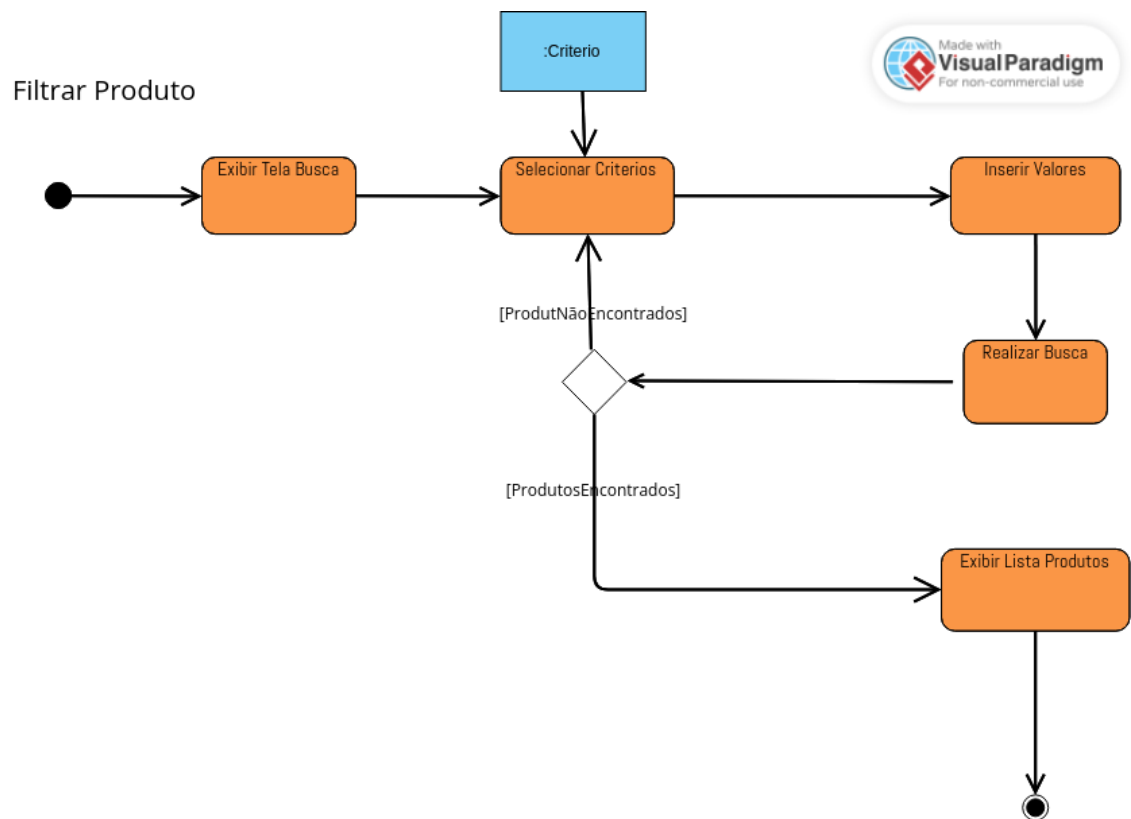 :Criterio
Made with
Visual Paradigm
For non-commercial use
Filtrar Produto
Exibir Tela Busca
Selecionar Criterios
Inserir Valores
[ProdutNãoEncontrados]
Realizar Busca
[ProdutosEncontrados]
Exibir Lista Produtos